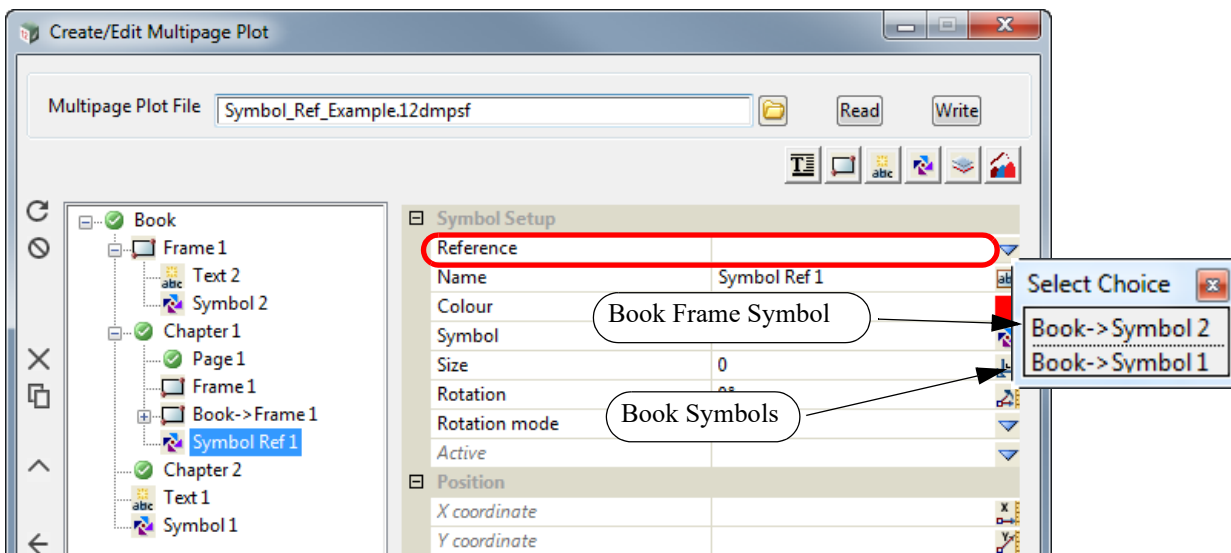 Create/Edit Multipage Plot
Multipage Plot File Symbol_Ref_Example.12dmpsf Read Write
T abc
Book
Frame 1
abc Text 2
Symbol 2
Chapter 1
Page 1
Frame 1
Book->Frame 1
Symbol Ref 1
Chapter 2
abc Text 1
Symbol 1
Symbol Setup
Reference
Name Symbol Ref 1
Colour
Symbol
Size 0
Rotation
Rotation mode
Active
Position
X coordinate X
Y coordinate Y
Book Frame Symbol
Book Symbols
Select Choice
Book->Symbol 2
Book->Symbol 1